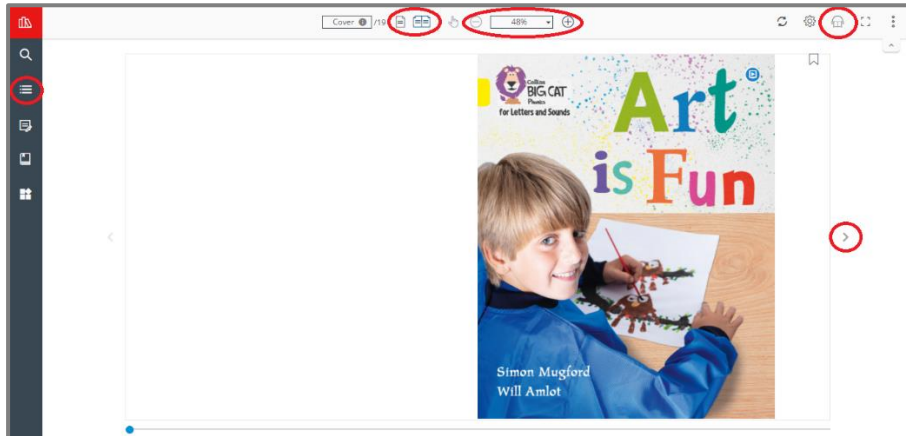 Cover /19
48%
Collins
BIG CAT
Phonics
for Letters and Sounds
Art
is Fun
Simon Mugford
Will Amlot